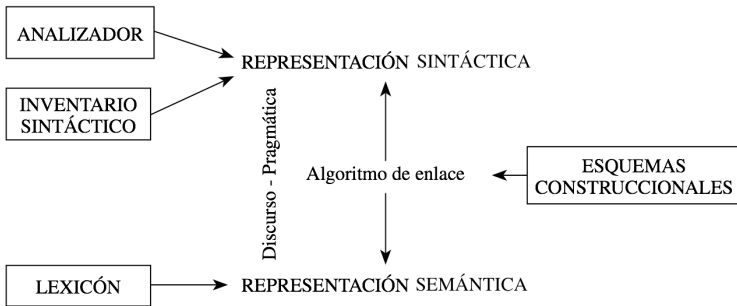 ANALIZADOR
REPRESENTACIÓN SINTÁCTICA
INVENTARIO
SINTÁCTICO
Discurso - Pragmática
Algoritmo de enlace
ESQUEMAS
CONSTRUCCIONALES
LEXICÓN
REPRESENTACIÓN SEMÁNTICA